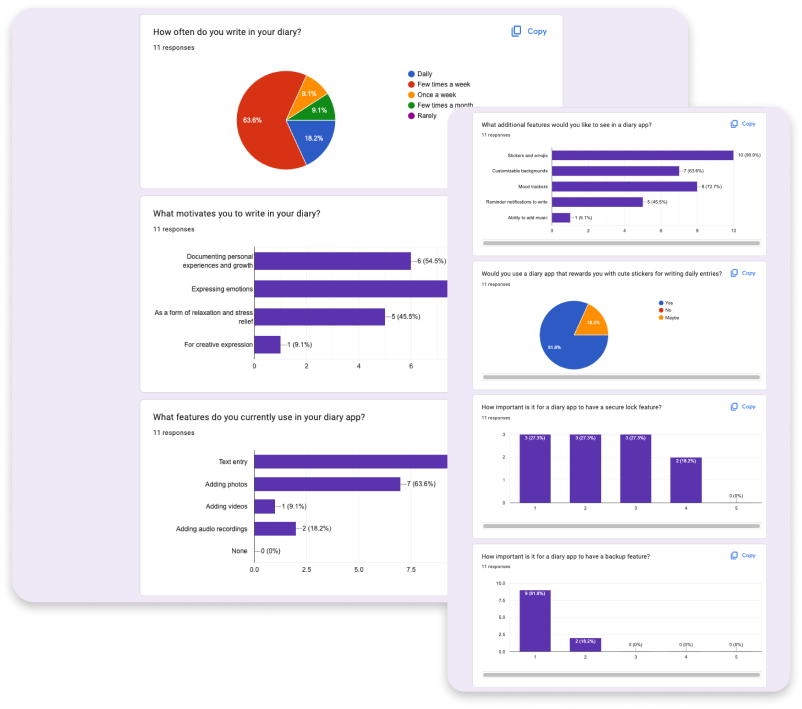 How often do you write in your diary?
Copy
11 responses
Daily
Few times a week
Once a week
Few times a month
Rarely
63.6%
9.1%
9.1%
18.2%
What motivates you to write in your diary?
11 responses
Documenting personal
experiences and growth
6 (54.5%)
Expressing emotions
As a form of relaxation and stress
relief
5 (45.5%)
For creative expression
1 (9.1%)
0 2 4 6
What features do you currently use in your diary app?
11 responses
Text entry
Adding photos
7 (63.6%)
Adding videos
1 (9.1%)
Adding audio recordings
2 (18.2%)
None
0 (0%)
0.0 2.5 5.0 7.5
What additional features would you like to see in a diary app?
Copy
11 responses
Stickers and emojis
10 (90.9%)
Customizable backgrounds
7 (63.6%)
Mood trackers
8 (72.7%)
Reminder notifications to write
5 (45.5%)
Ability to add music
1 (9.1%)
0 2 4 6 8 10
Would you use a diary app that rewards you with cute stickers for writing daily entries?
Copy
11 responses
Yes
No
Maybe
18.2%
81.8%
How important is it for a diary app to have a secure lock feature?
Copy
11 responses
3
2
1
0
3 (27.3%) 3 (27.3%) 3 (27.3%) 2 (18.2%) 0 (0%)
1 2 3 4 5
How important is it for a diary app to have a backup feature?
Copy
11 responses
10.0
7.5
5.0
2.5
0.0
9 (81.8%) 2 (18.2%) 0 (0%) 0 (0%) 0 (0%)
1 2 3 4 5